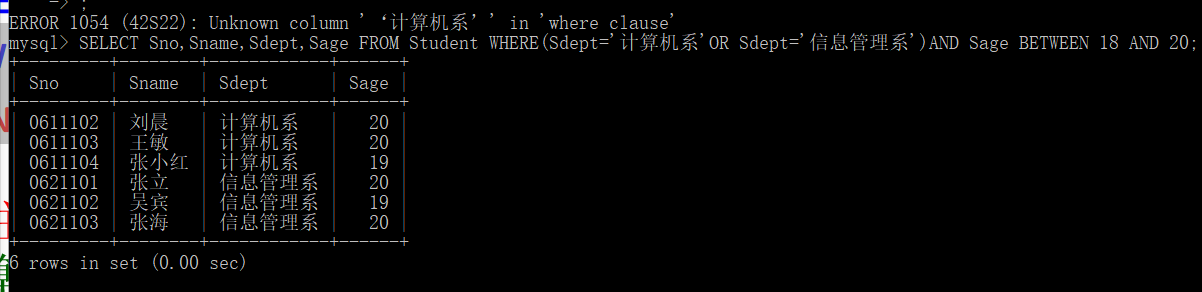 -> ;
ERROR 1054 (42S22): Unknown column '‘计算机系’' in 'where clause'
mysql> SELECT Sno,Sname,Sdept,Sage FROM Student WHERE(Sdept='计算机系'OR Sdept='信息管理系')AND Sage BETWEEN 18 AND 20;
+---------+--------+------------+------+
| Sno     | Sname  | Sdept      | Sage |
+---------+--------+------------+------+
| 0611102 | 刘晨   | 计算机系   |   20 |
| 0611103 | 王敏   | 计算机系   |   20 |
| 0611104 | 张小红 | 计算机系   |   19 |
| 0621101 | 张立   | 信息管理系 |   20 |
| 0621102 | 吴宾   | 信息管理系 |   19 |
| 0621103 | 张海   | 信息管理系 |   20 |
+---------+--------+------------+------+
6 rows in set (0.00 sec)